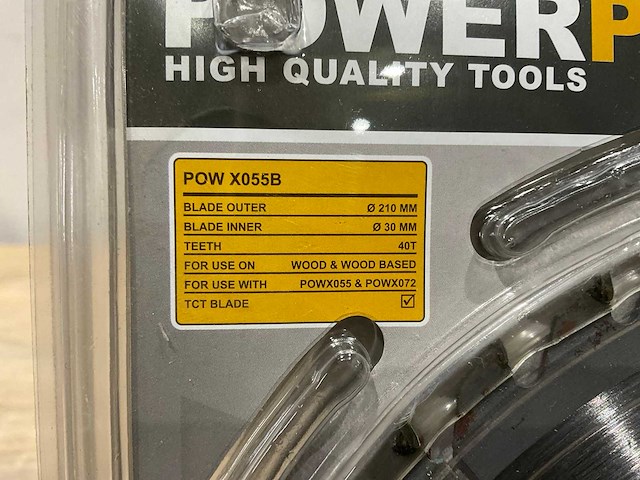 POWERP
HIGH QUALITY TOOLS
POW X055B
BLADE OUTER Ø 210 MM
BLADE INNER Ø 30 MM
TEETH 40T
FOR USE ON WOOD & WOOD BASED
FOR USE WITH POWX055 & POWX072
TCT BLADE ☑